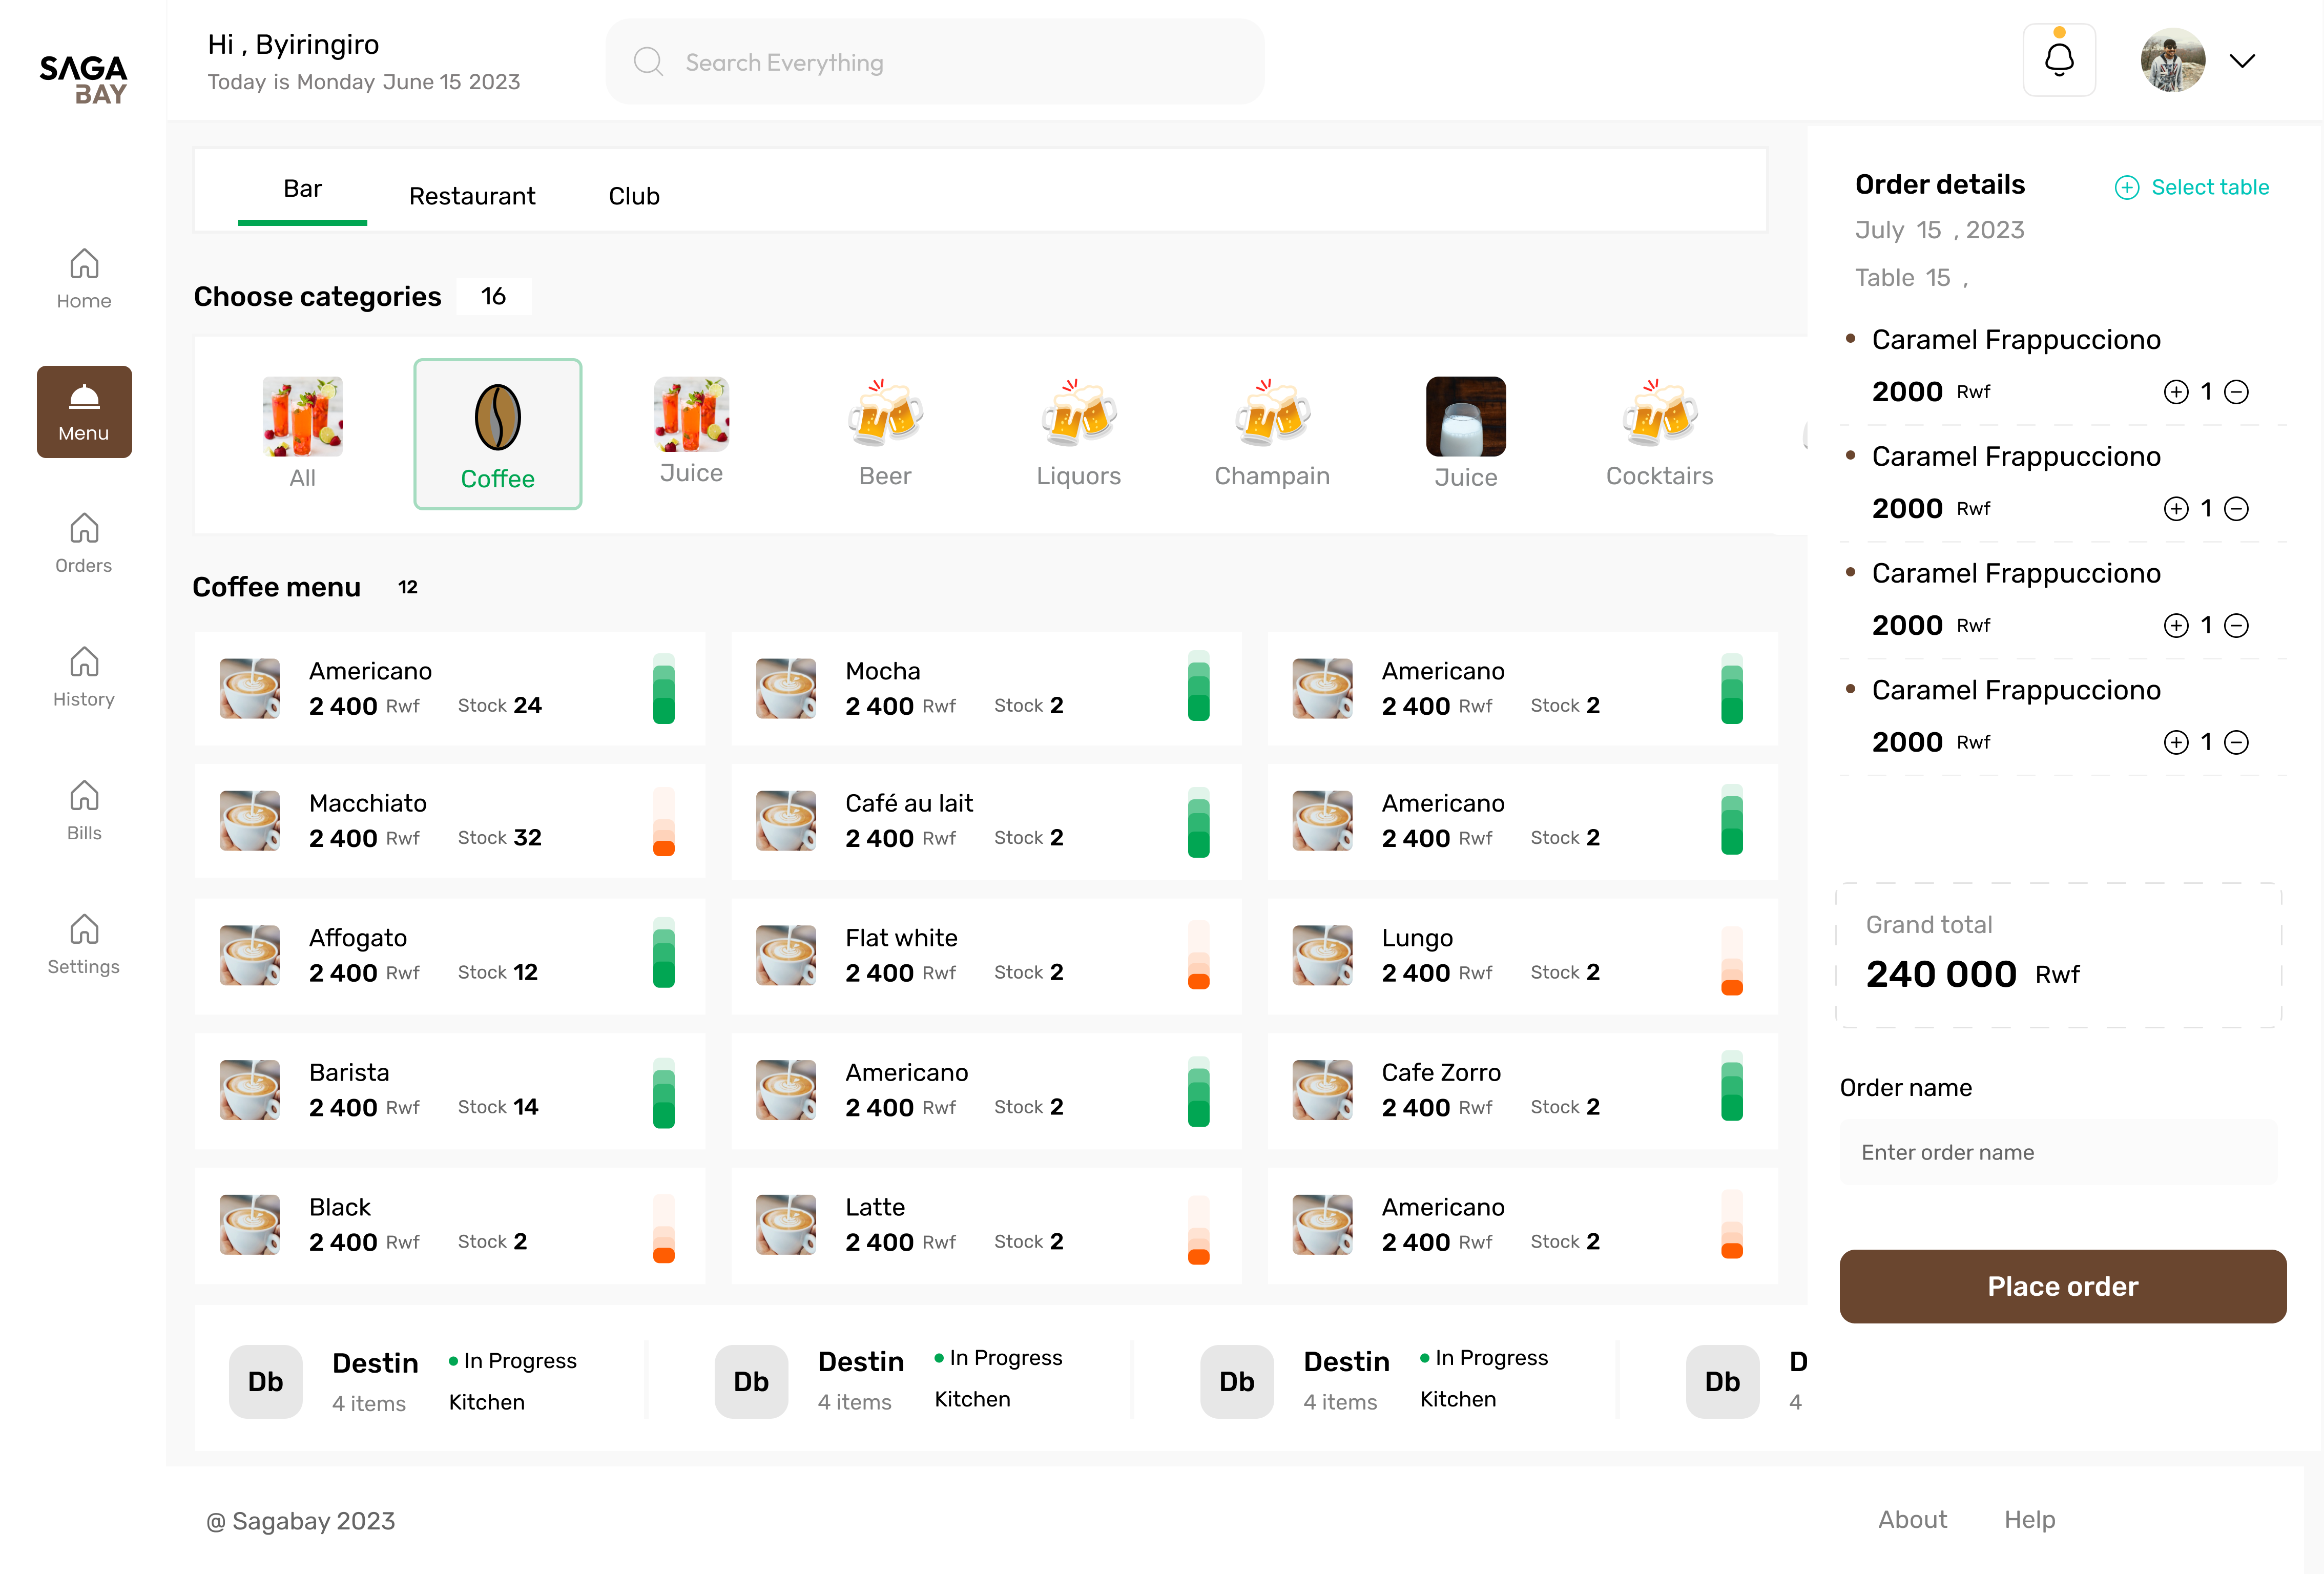 SAGA
BAY
Hi , Byiringiro
Today is Monday June 15 2023
Search Everything
Home
Menu
Orders
History
Bills
Settings
Bar
Restaurant
Club
Choose categories 16
All
Coffee
Juice
Beer
Liquors
Champain
Juice
Cocktairs
Coffee menu 12
Americano
2 400 Rwf Stock 24
Mocha
2 400 Rwf Stock 2
Americano
2 400 Rwf Stock 2
Macchiato
2 400 Rwf Stock 32
Café au lait
2 400 Rwf Stock 2
Americano
2 400 Rwf Stock 2
Affogato
2 400 Rwf Stock 12
Flat white
2 400 Rwf Stock 2
Lungo
2 400 Rwf Stock 2
Barista
2 400 Rwf Stock 14
Americano
2 400 Rwf Stock 2
Cafe Zorro
2 400 Rwf Stock 2
Black
2 400 Rwf Stock 2
Latte
2 400 Rwf Stock 2
Americano
2 400 Rwf Stock 2
Db
Destin
4 items
In Progress
Kitchen
Db
Destin
4 items
In Progress
Kitchen
Db
Destin
4 items
In Progress
Kitchen
Db
D
4
Order details
Select table
July 15 , 2023
Table 15 ,
Caramel Frappucciono
2000 Rwf 1
Caramel Frappucciono
2000 Rwf 1
Caramel Frappucciono
2000 Rwf 1
Caramel Frappucciono
2000 Rwf 1
Grand total
240 000 Rwf
Order name
Enter order name
Place order
@ Sagabay 2023
About
Help